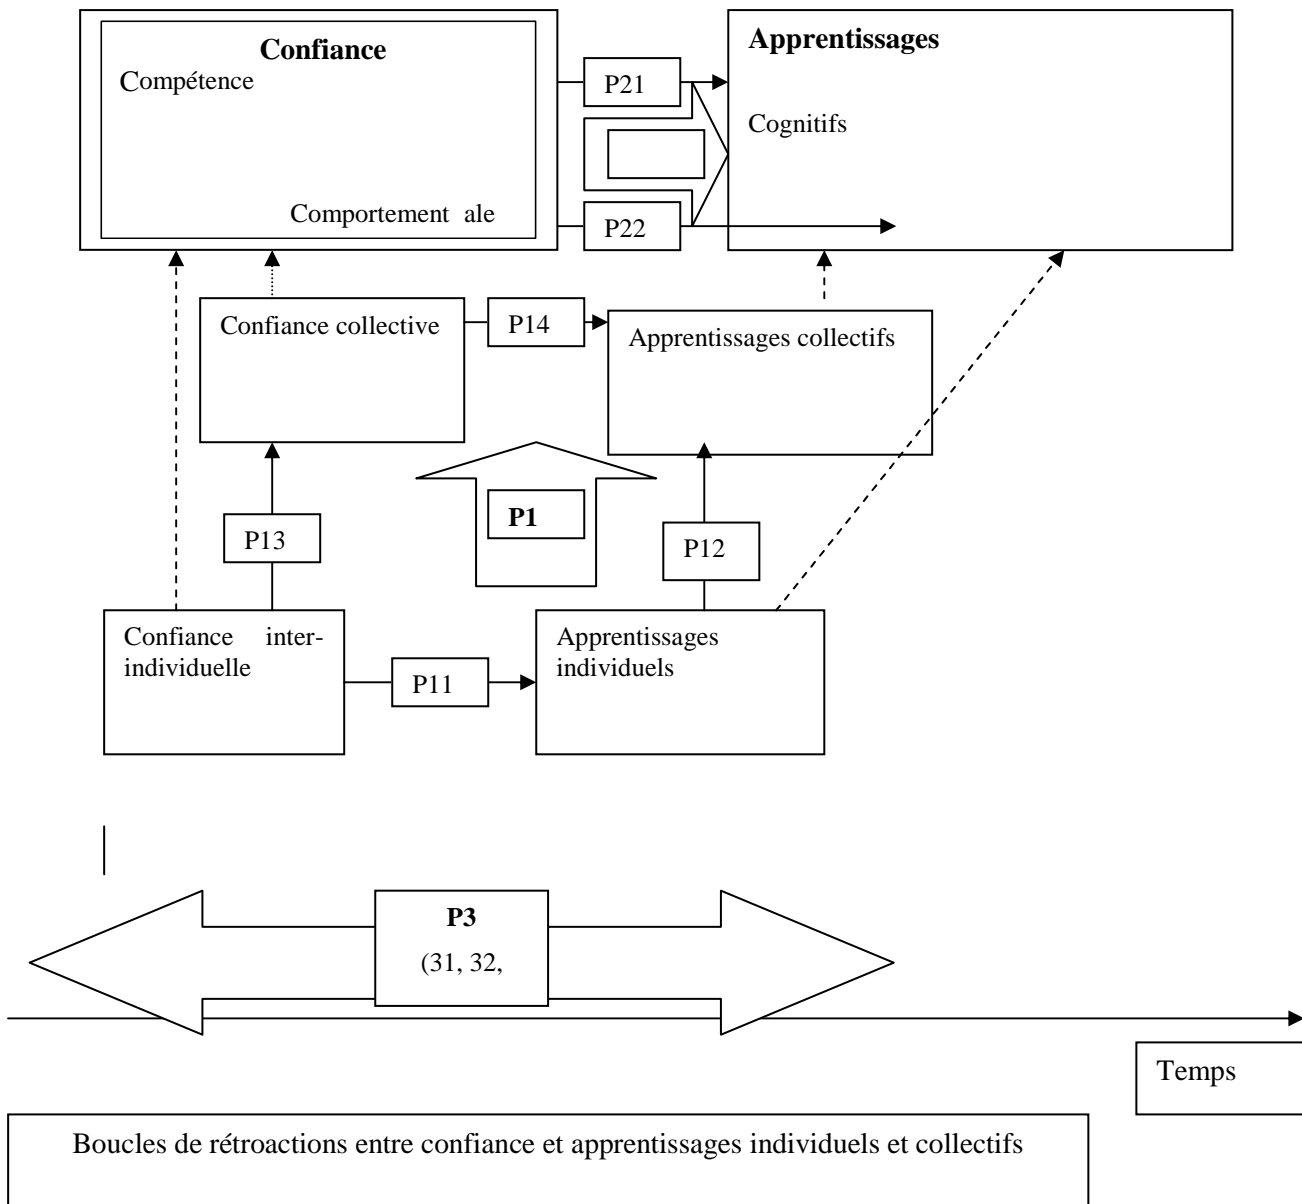 Confiance
Compétence
Comportement ale
P21
P22
Apprentissages
Cognitifs
Confiance collective
P14
Apprentissages collectifs
P13
P1
P12
Confiance inter-
individuelle
P11
Apprentissages
individuels
P3
(31, 32,
Temps
Boucles de rétroactions entre confiance et apprentissages individuels et collectifs